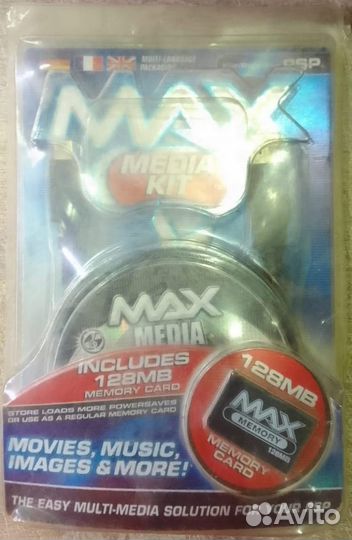 MULTI-LANGUAGE
PACKAGING
PSP
MAX
MEDIA
KIT
MAX
MEDIA
INCLUDES
128MB
MEMORY CARD
STORE LOADS MORE POWERSAVES
OR USE AS A REGULAR MEMORY CARD
128MB
MAX
MEMORY
128MB
MEMORY
CARD
MOVIES, MUSIC,
IMAGES & MORE!
THE EASY MULTI-MEDIA SOLUTION FOR YOUR PSP
Avito